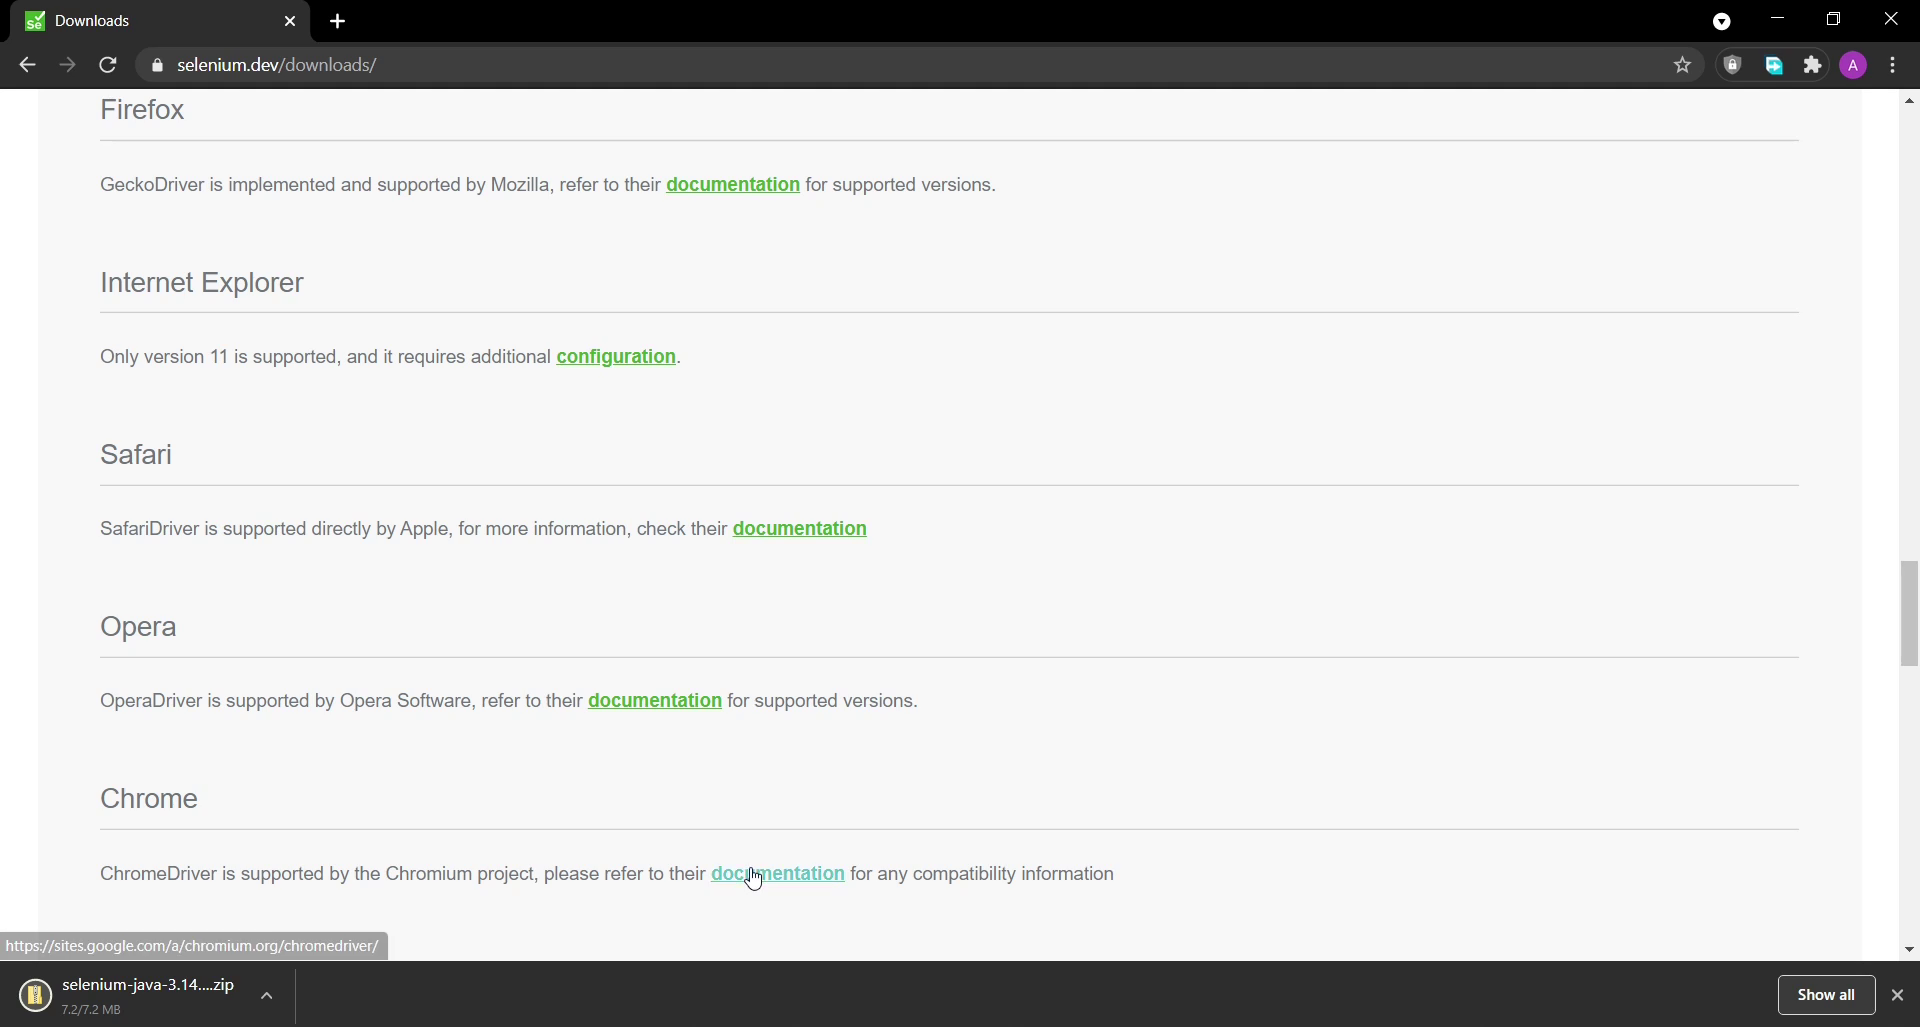 Downloads
selenium.dev/downloads/
A
Firefox
GeckoDriver is implemented and supported by Mozilla, refer to their documentation for supported versions.
Internet Explorer
Only version 11 is supported, and it requires additional configuration.
Safari
SafariDriver is supported directly by Apple, for more information, check their documentation
Opera
OperaDriver is supported by Opera Software, refer to their documentation for supported versions.
Chrome
ChromeDriver is supported by the Chromium project, please refer to their documentation for any compatibility information
https://sites.google.com/a/chromium.org/chromedriver/
selenium-java-3.14....zip
7.2/7.2 MB
Show all